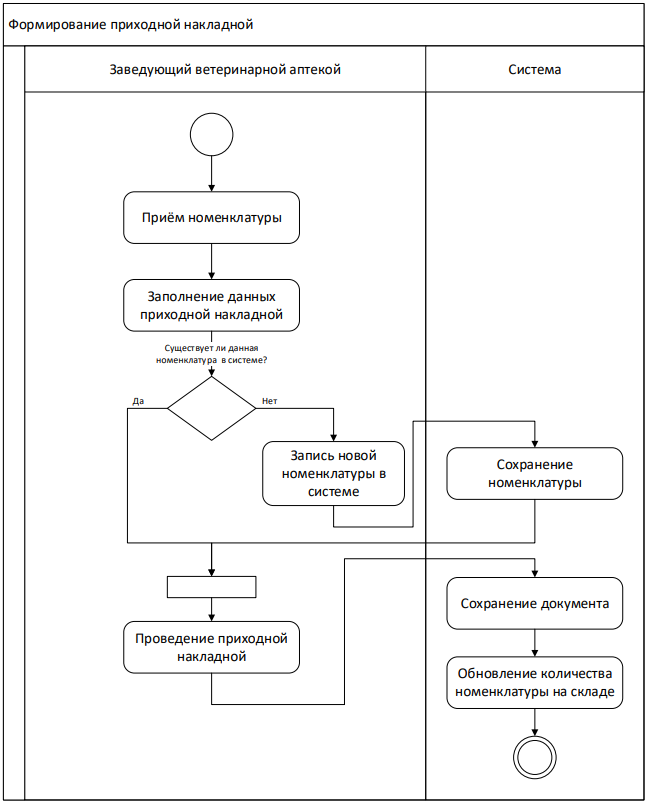 Формирование приходной накладной
Заведующий ветеринарной аптекой
Система
Приём номенклатуры
Заполнение данных
приходной накладной
Существует ли данная
номенклатура в системе?
Да
Нет
Запись новой
номенклатуры в
системе
Сохранение
номенклатуры
Проведение приходной
накладной
Сохранение документа
Обновление количества
номенклатуры на складе